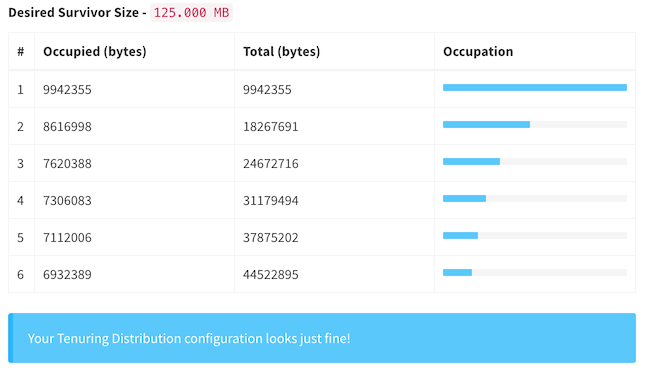 Desired Survivor Size - 125.000 MB
# Occupied (bytes) Total (bytes) Occupation
1 9942355 9942355
2 8616998 18267691
3 7620388 24672716
4 7306083 31179494
5 7112006 37875202
6 6932389 44522895
Your Tenuring Distribution configuration looks just fine!